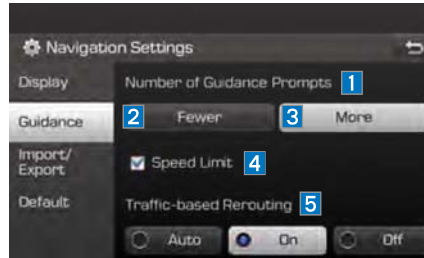 Navigation Settings
Display
Number of Guidance Prompts 1
Guidance
2 Fewer
3 More
Import/
Export
Speed Limit 4
Default
Traffic-based Rerouting 5
Auto
On
Off